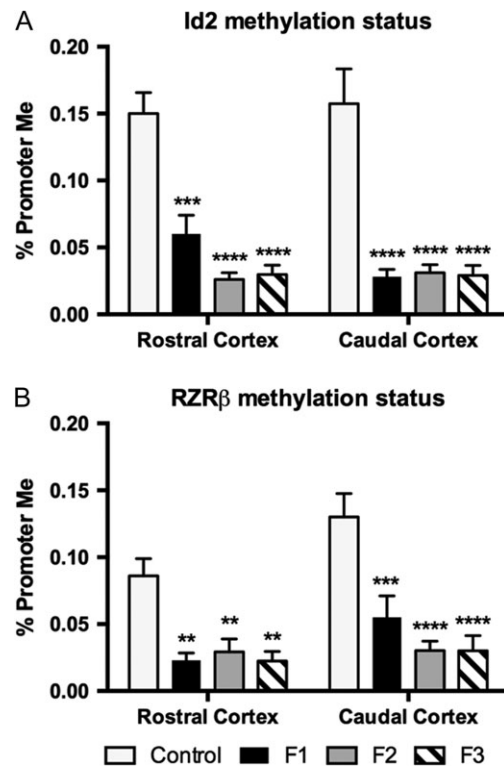 A
Id2 methylation status
% Promoter Me
0.20
0.15
0.10
0.05
0.00
***
****
****
****
****
****
Rostral Cortex
Caudal Cortex
B
RZRβ methylation status
% Promoter Me
0.20
0.15
0.10
0.05
0.00
**
**
**
***
****
****
Rostral Cortex
Caudal Cortex
Control
F1
F2
F3